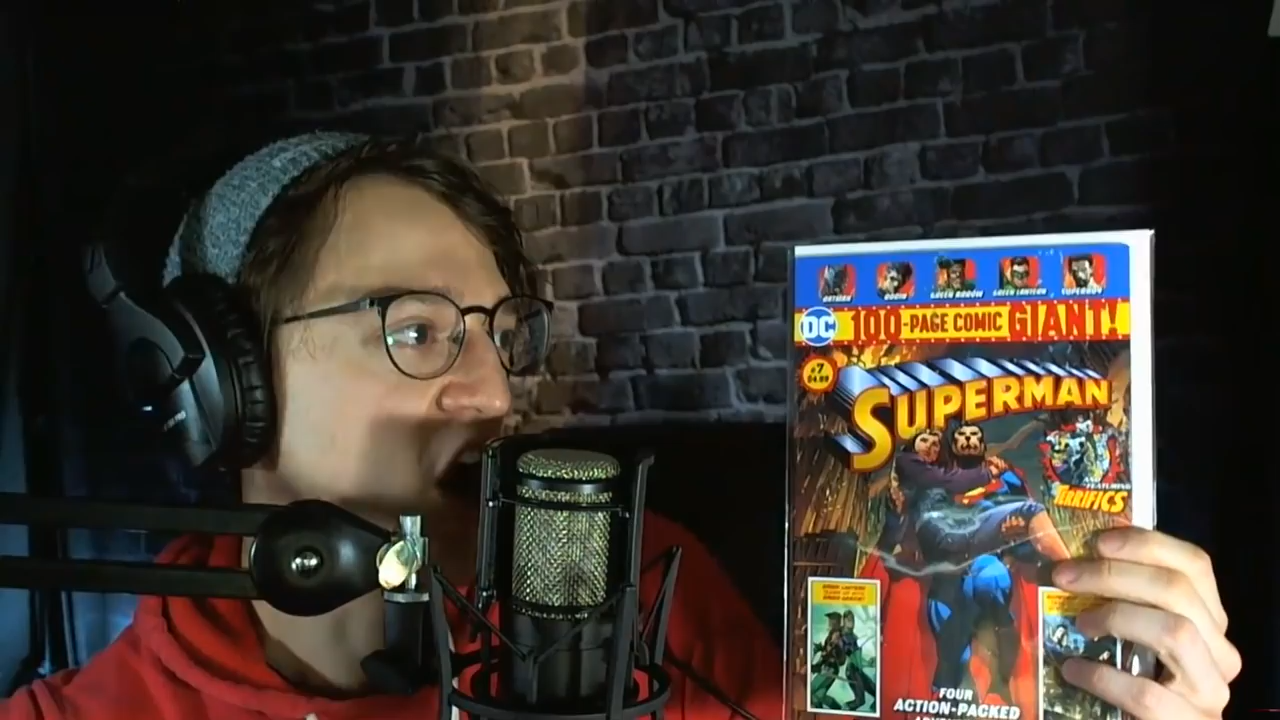 BATMAN ROBIN GREEN ARROW GREEN LANTERN SUPERBOY
DC 100-PAGE COMIC GIANT!
#7
$4.99
SUPERMAN
FEATURING
TERRIFICS
FOUR
ACTION-PACKED